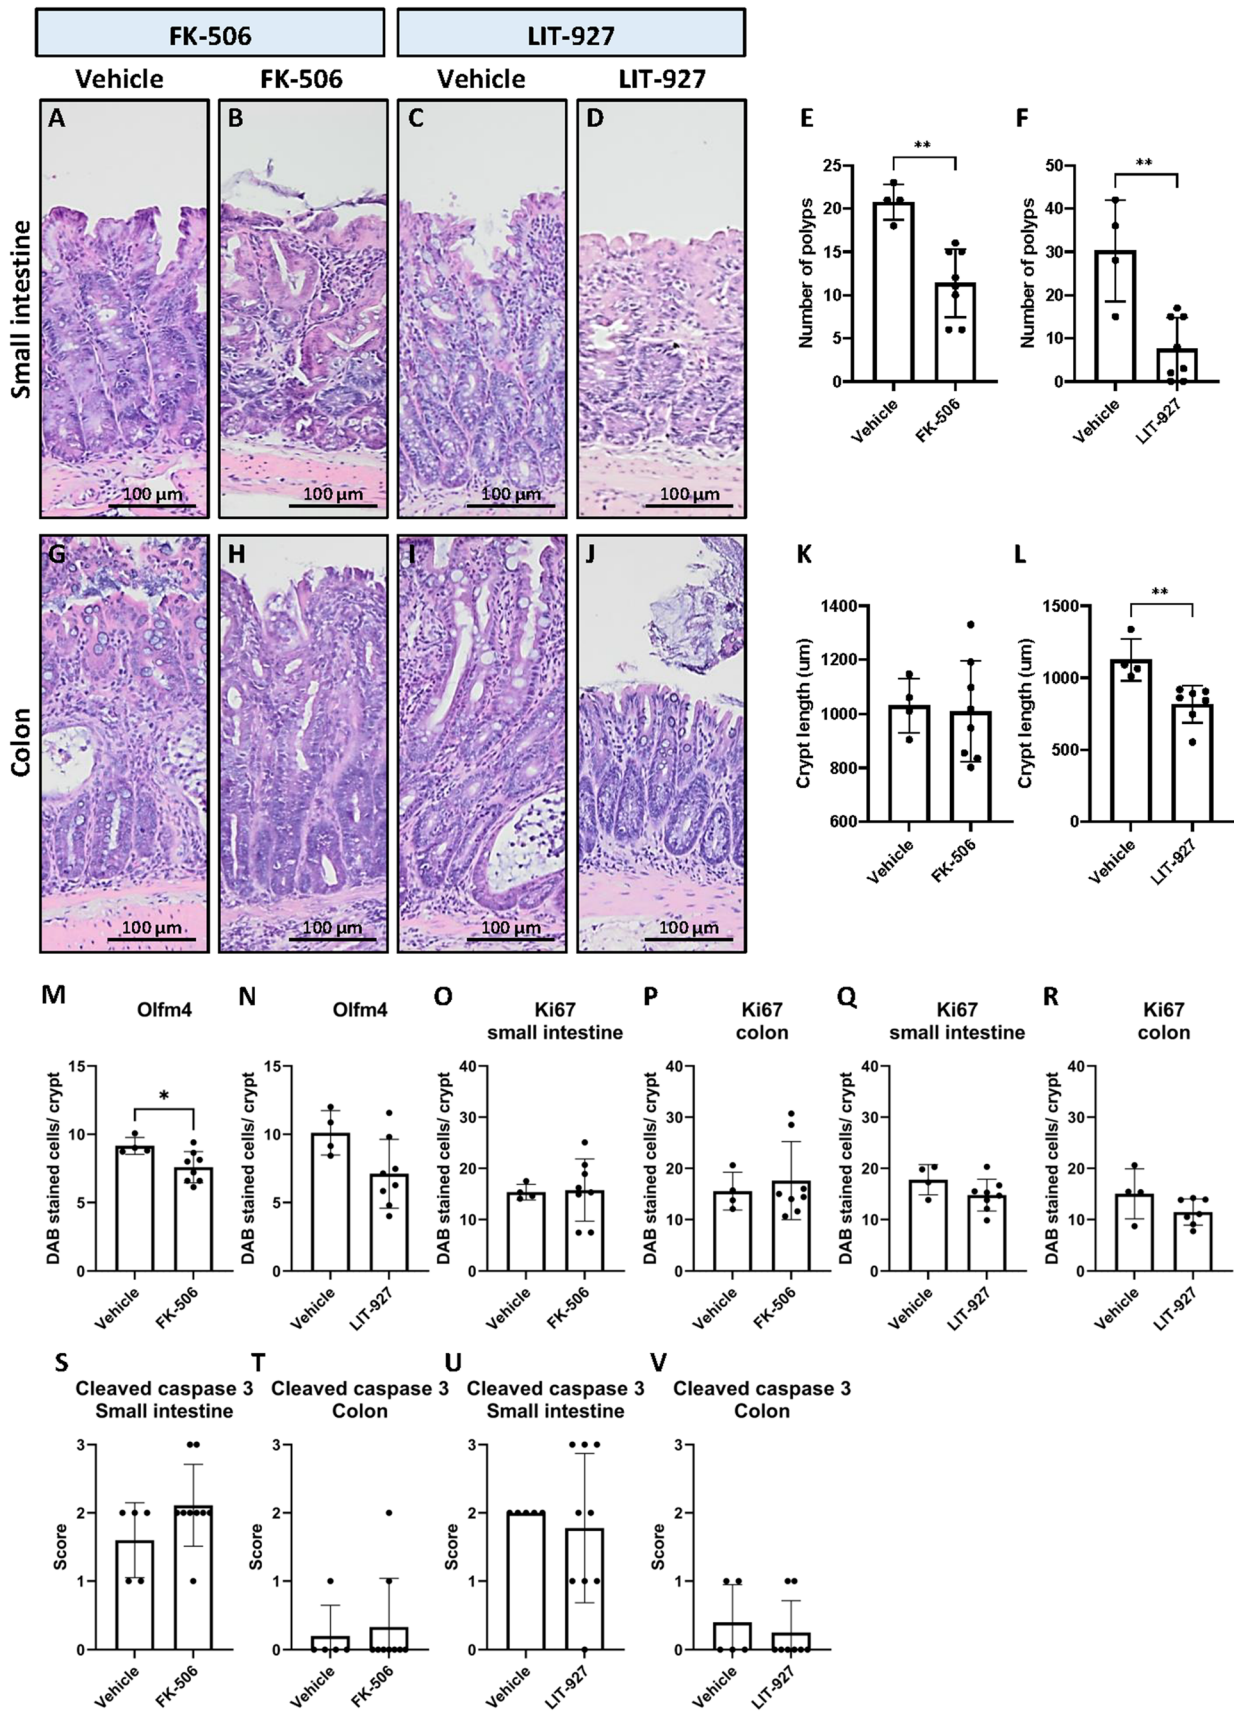 FK-506
LIT-927
Vehicle
FK-506
Vehicle
LIT-927
Small intestine
A
100 µm
B
100 µm
C
100 µm
D
100 µm
E
**
Number of polyps
25
20
15
10
5
0
Vehicle
FK-506
F
**
Number of polyps
50
40
30
20
10
0
Vehicle
LIT-927
Colon
G
100 µm
H
100 µm
I
100 µm
J
100 µm
K
Crypt length (um)
1400
1200
1000
800
600
Vehicle
FK-506
L
**
Crypt length (um)
1500
1000
500
0
Vehicle
LIT-927
M
Olfm4
*
DAB stained cells/ crypt
15
10
5
0
Vehicle
FK-506
N
Olfm4
DAB stained cells/ crypt
15
10
5
0
Vehicle
LIT-927
O
Ki67
small intestine
DAB stained cells/ crypt
40
30
20
10
0
Vehicle
FK-506
P
Ki67
colon
DAB stained cells/ crypt
40
30
20
10
0
Vehicle
FK-506
Q
Ki67
small intestine
DAB stained cells/ crypt
40
30
20
10
0
Vehicle
LIT-927
R
Ki67
colon
DAB stained cells/ crypt
40
30
20
10
0
Vehicle
LIT-927
S
Cleaved caspase 3
Small intestine
Score
3
2
1
0
Vehicle
FK-506
T
Cleaved caspase 3
Colon
Score
3
2
1
0
Vehicle
FK-506
U
Cleaved caspase 3
Small intestine
Score
3
2
1
0
Vehicle
LIT-927
V
Cleaved caspase 3
Colon
Score
3
2
1
0
Vehicle
LIT-927